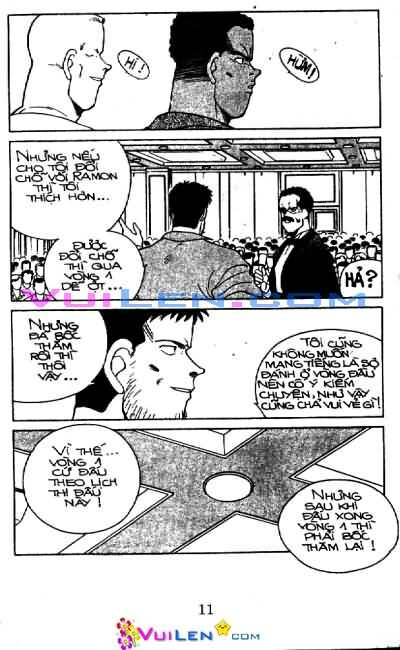 HÌ!
HỪM!
NHƯNG NẾU
CHO TÔI ĐỔI
CHỖ VỚI RAMON
THÌ TÔI
THÍCH HƠN...
ĐƯỢC
ĐỔI CHỖ
THÌ QUA
VÒNG 1
DỄ ỢT...
HẢ?
VUILEN.COM
NHƯNG
ĐÃ BỐC
THĂM
RỒI THÌ
THÔI
VẬY...
TÔI CŨNG
KHÔNG MUỐN
MANG TIẾNG LÀ SỢ
ĐÁNH Ở VÒNG ĐẦU
NÊN CỐ Ý KIẾM
CHUYỆN, NHƯ VẬY
CŨNG CHẢ VUI VẺ GÌ!
VÌ THẾ...
VÒNG 1
CỨ ĐẤU
THEO LỊCH
THI ĐẤU
NÀY!
NHƯNG
SAU KHI
ĐẤU XONG
VÒNG 1 THÌ
PHẢI BỐC
THĂM LẠI!
11
VUILEN.COM